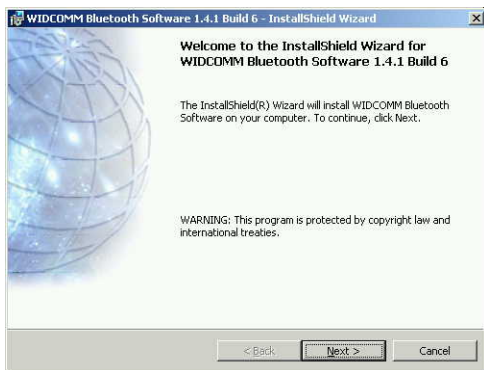 WIDCOMM Bluetooth Software 1.4.1 Build 6 - InstallShield Wizard
Welcome to the InstallShield Wizard for
WIDCOMM Bluetooth Software 1.4.1 Build 6
The InstallShield(R) Wizard will install WIDCOMM Bluetooth
Software on your computer. To continue, click Next.
WARNING: This program is protected by copyright law and
international treaties.
< Back
Next >
Cancel